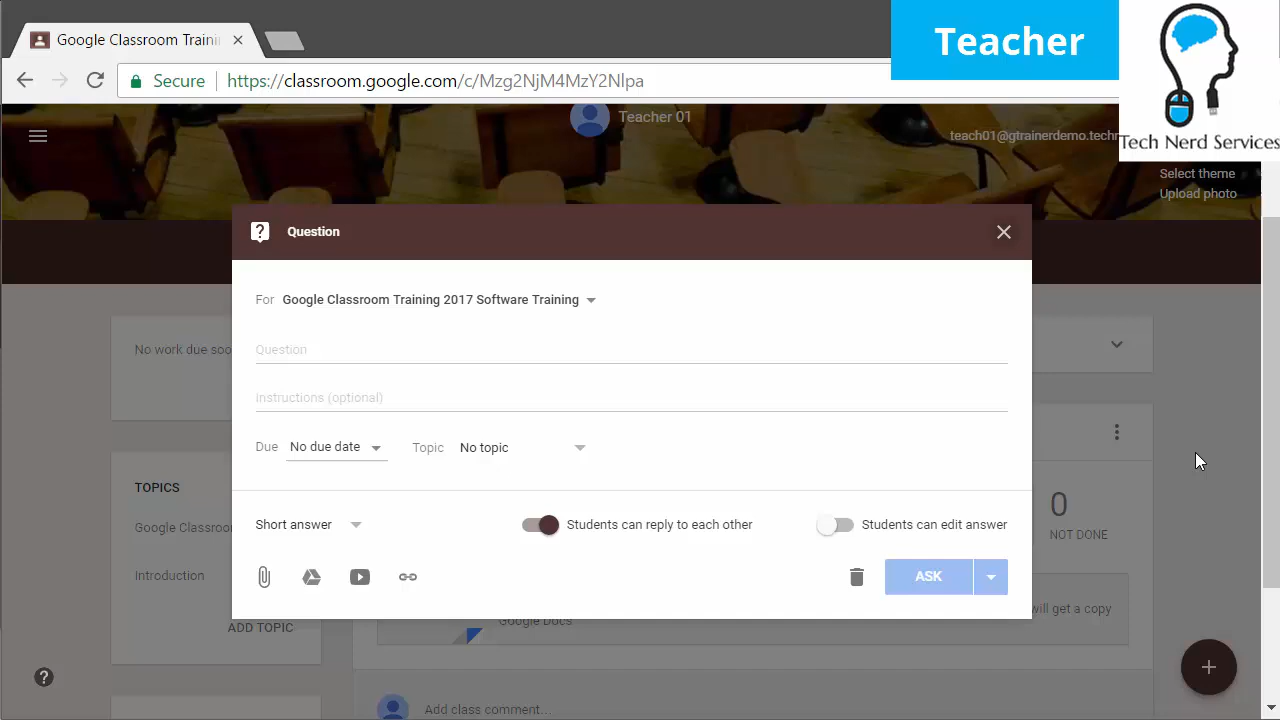 Google Classroom Traini
Teacher
Secure
https://classroom.google.com/c/Mzg2NjM4MzY2Nlpa
Teacher 01
teach01@gtrainerdemo.techr
Tech Nerd Services
Select theme
Upload photo
Question
For Google Classroom Training 2017 Software Training
No work due soo
Question
Instructions (optional)
Due No due date Topic No topic
TOPICS
Google Classroo
0
NOT DONE
Short answer
Students can reply to each other
Students can edit answer
Introduction
ASK
will get a copy
Google Docs
ADD TOPIC
Add class comment...